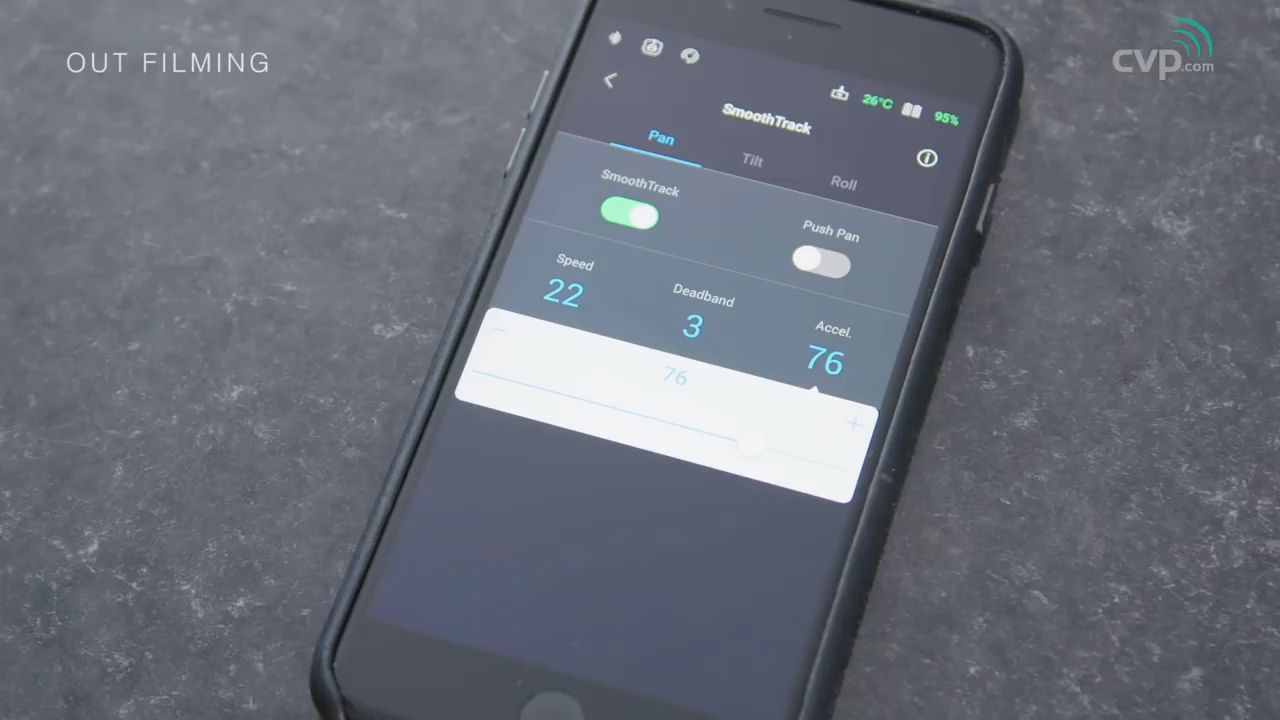 OUT FILMING
cvp.com
26°C 95%
SmoothTrack
Pan Tilt Roll
SmoothTrack Push Pan
Speed Deadband Accel.
22 3 76
76